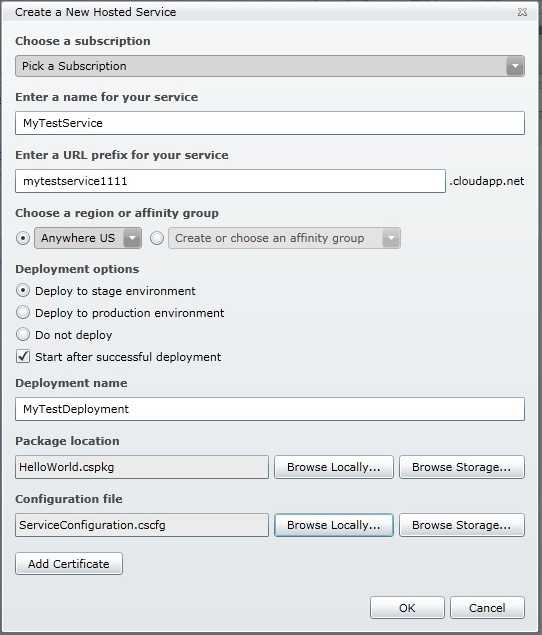 Create a New Hosted Service
Choose a subscription
Pick a Subscription
Enter a name for your service
MyTestService
Enter a URL prefix for your service
mytestservice1111 .cloudapp.net
Choose a region or affinity group
Anywhere US Create or choose an affinity group
Deployment options
Deploy to stage environment
Deploy to production environment
Do not deploy
Start after successful deployment
Deployment name
MyTestDeployment
Package location
HelloWorld.cspkg Browse Locally... Browse Storage...
Configuration file
ServiceConfiguration.cscfg Browse Locally... Browse Storage...
Add Certificate
OK Cancel